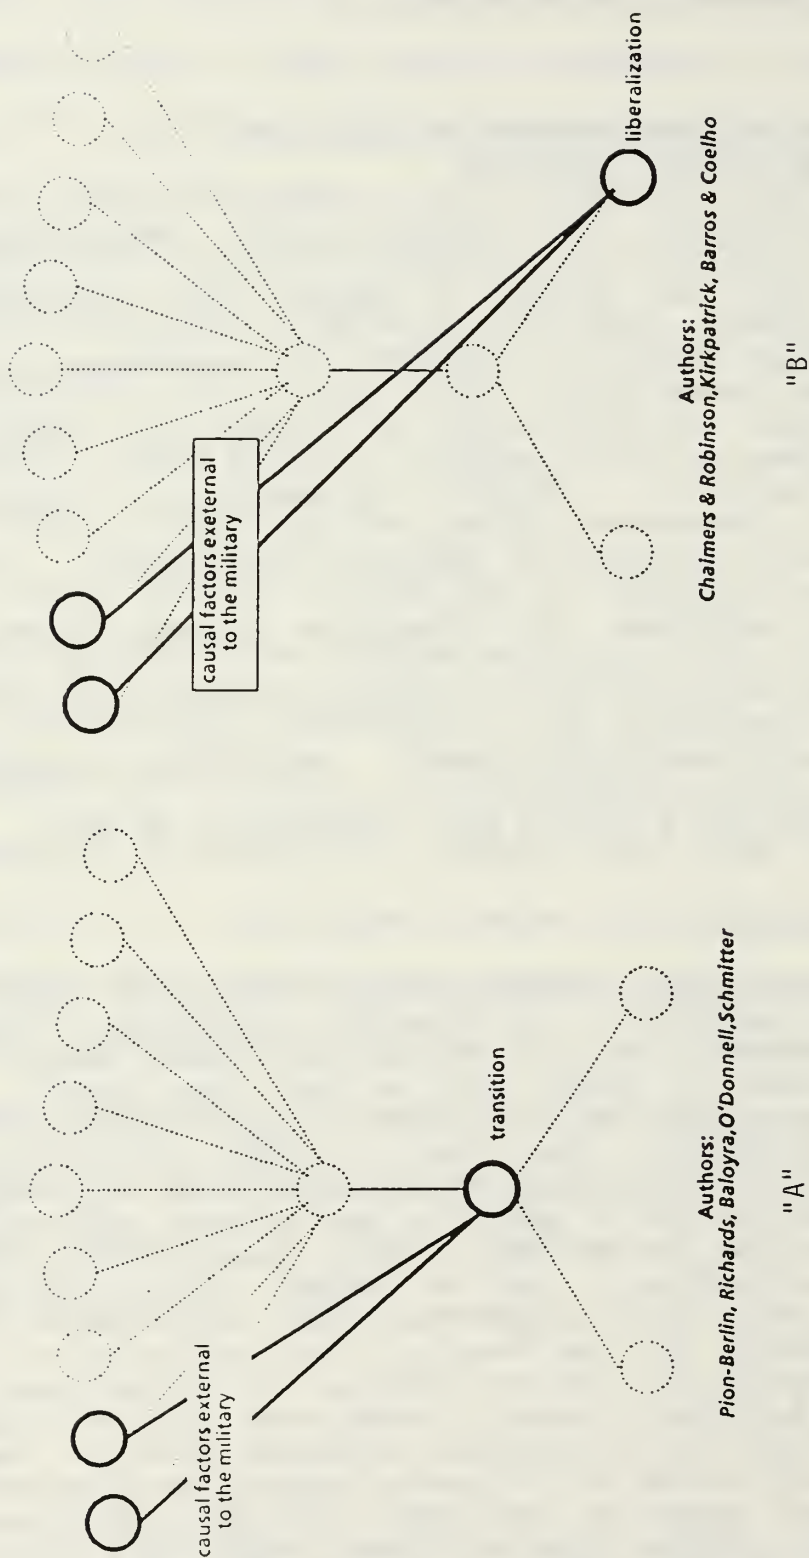 causal factors external
to the military
transition
Authors:
Pion-Berlin, Richards, Baloyra,O'Donnell,Schmitter
"A"
causal factors exeternal
to the military
liberalization
Authors:
Chalmers & Robinson,Kirkpatrick, Barros & Coelho
"B"